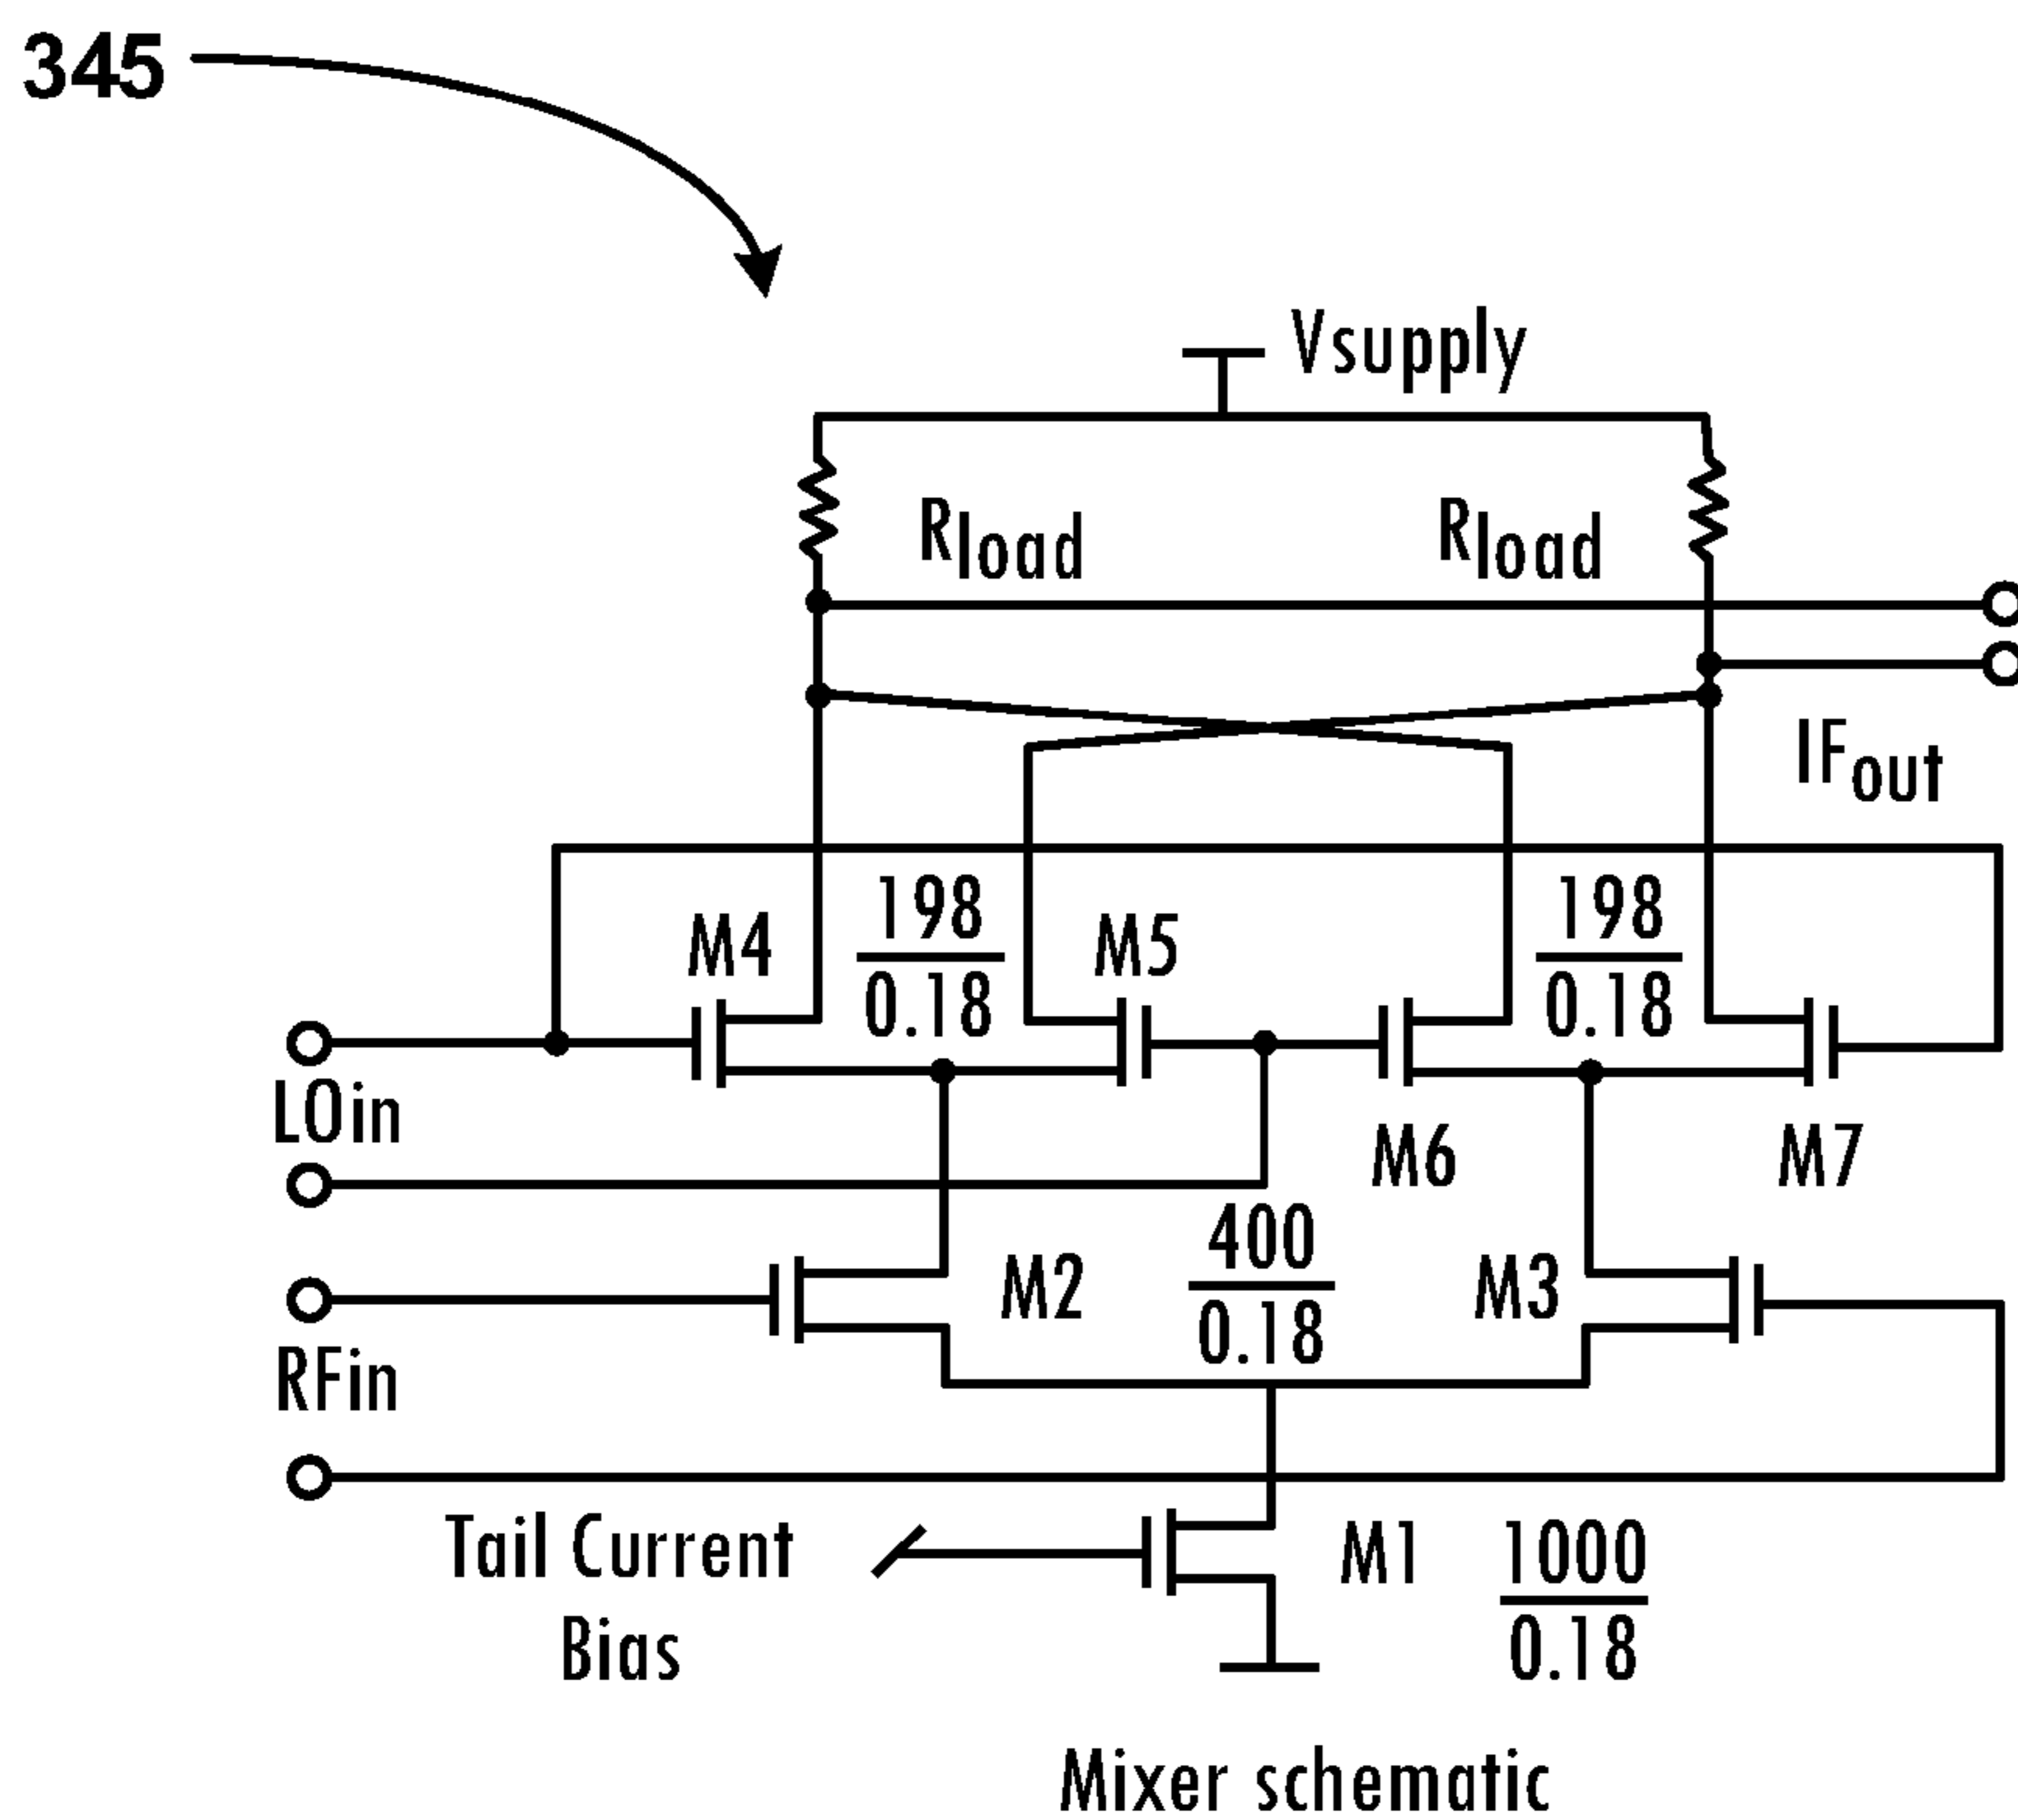 345
Vsupply
Rload Rload
IFout
M4 198 M5 198
0.18 0.18
LOin
M6 M7
400
M2 M3
0.18
RFin
Tail Current M1 1000
Bias 0.18
Mixer schematic